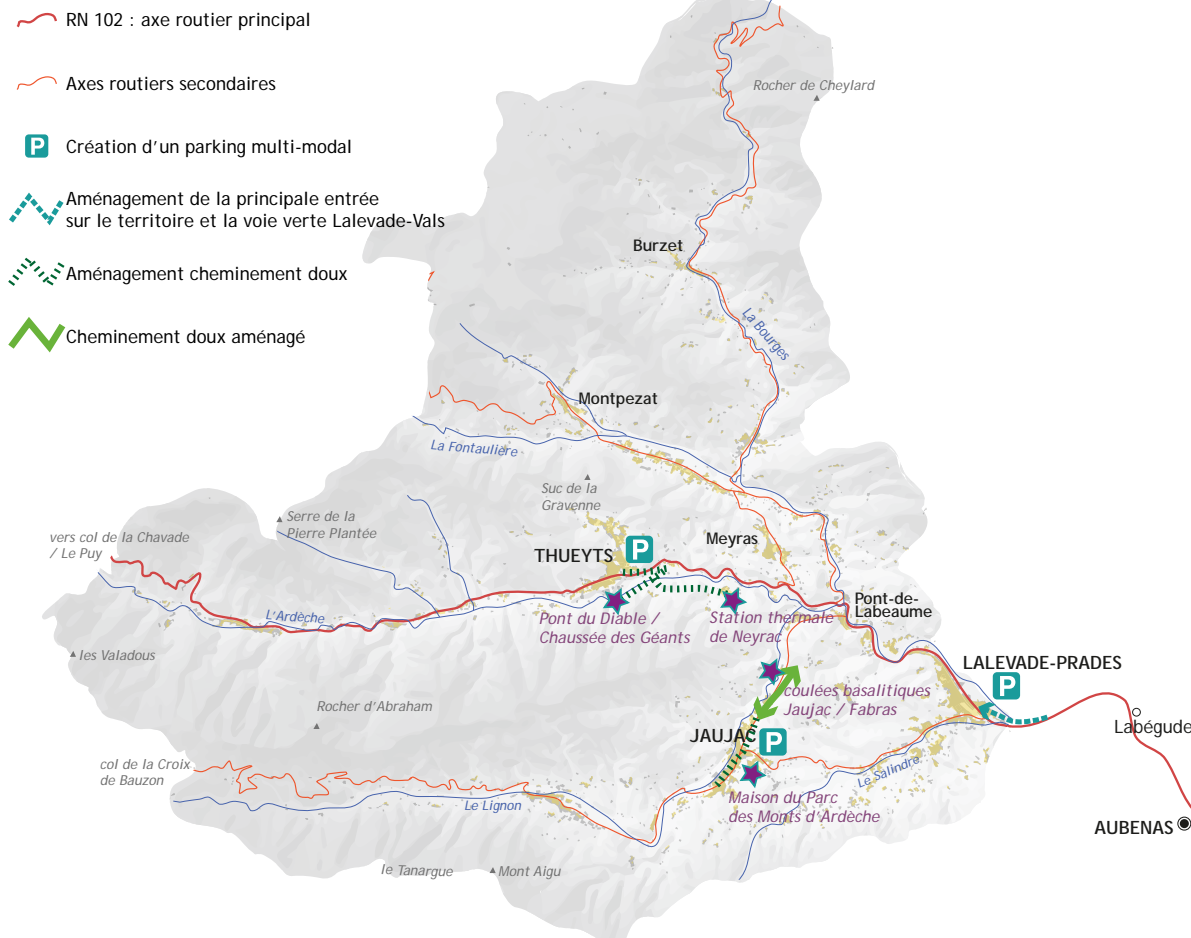 RN 102 : axe routier principal
Axes routiers secondaires
P
Création d'un parking multi-modal
Aménagement de la principale entrée
sur le territoire et la voie verte Lalevade-Vals
Aménagement cheminement doux
Cheminement doux aménagé
Rocher de Cheylard
Burzet
La Bourges
Montpezat
La Fontaulière
Suc de la
Gravenne
Serre de la
Pierre Plantée
vers col de la Chavade
/ Le Puy
THUEYTS
P
Meyras
L'Ardèche
Pont du Diable /
Chaussée des Géants
Station thermale
de Neyrac
Pont-de-
Labeaume
les Valadous
LALEVADE-PRADES
P
Rocher d'Abraham
coulées basalitiques
Jaujac / Fabras
Labégude
JAUJAC
P
col de la Croix
de Bauzon
Le Salindre
Le Lignon
Maison du Parc
des Monts d'Ardèche
AUBENAS
le Tanargue
Mont Aigu